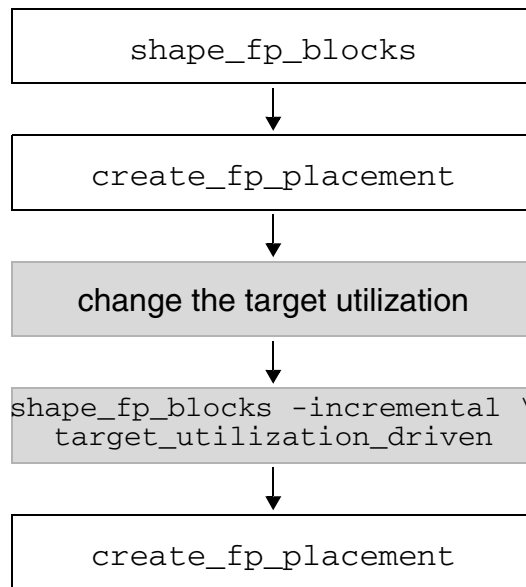 shape_fp_blocks
create_fp_placement
change the target utilization
shape_fp_blocks -incremental \
target_utilization_driven
create_fp_placement